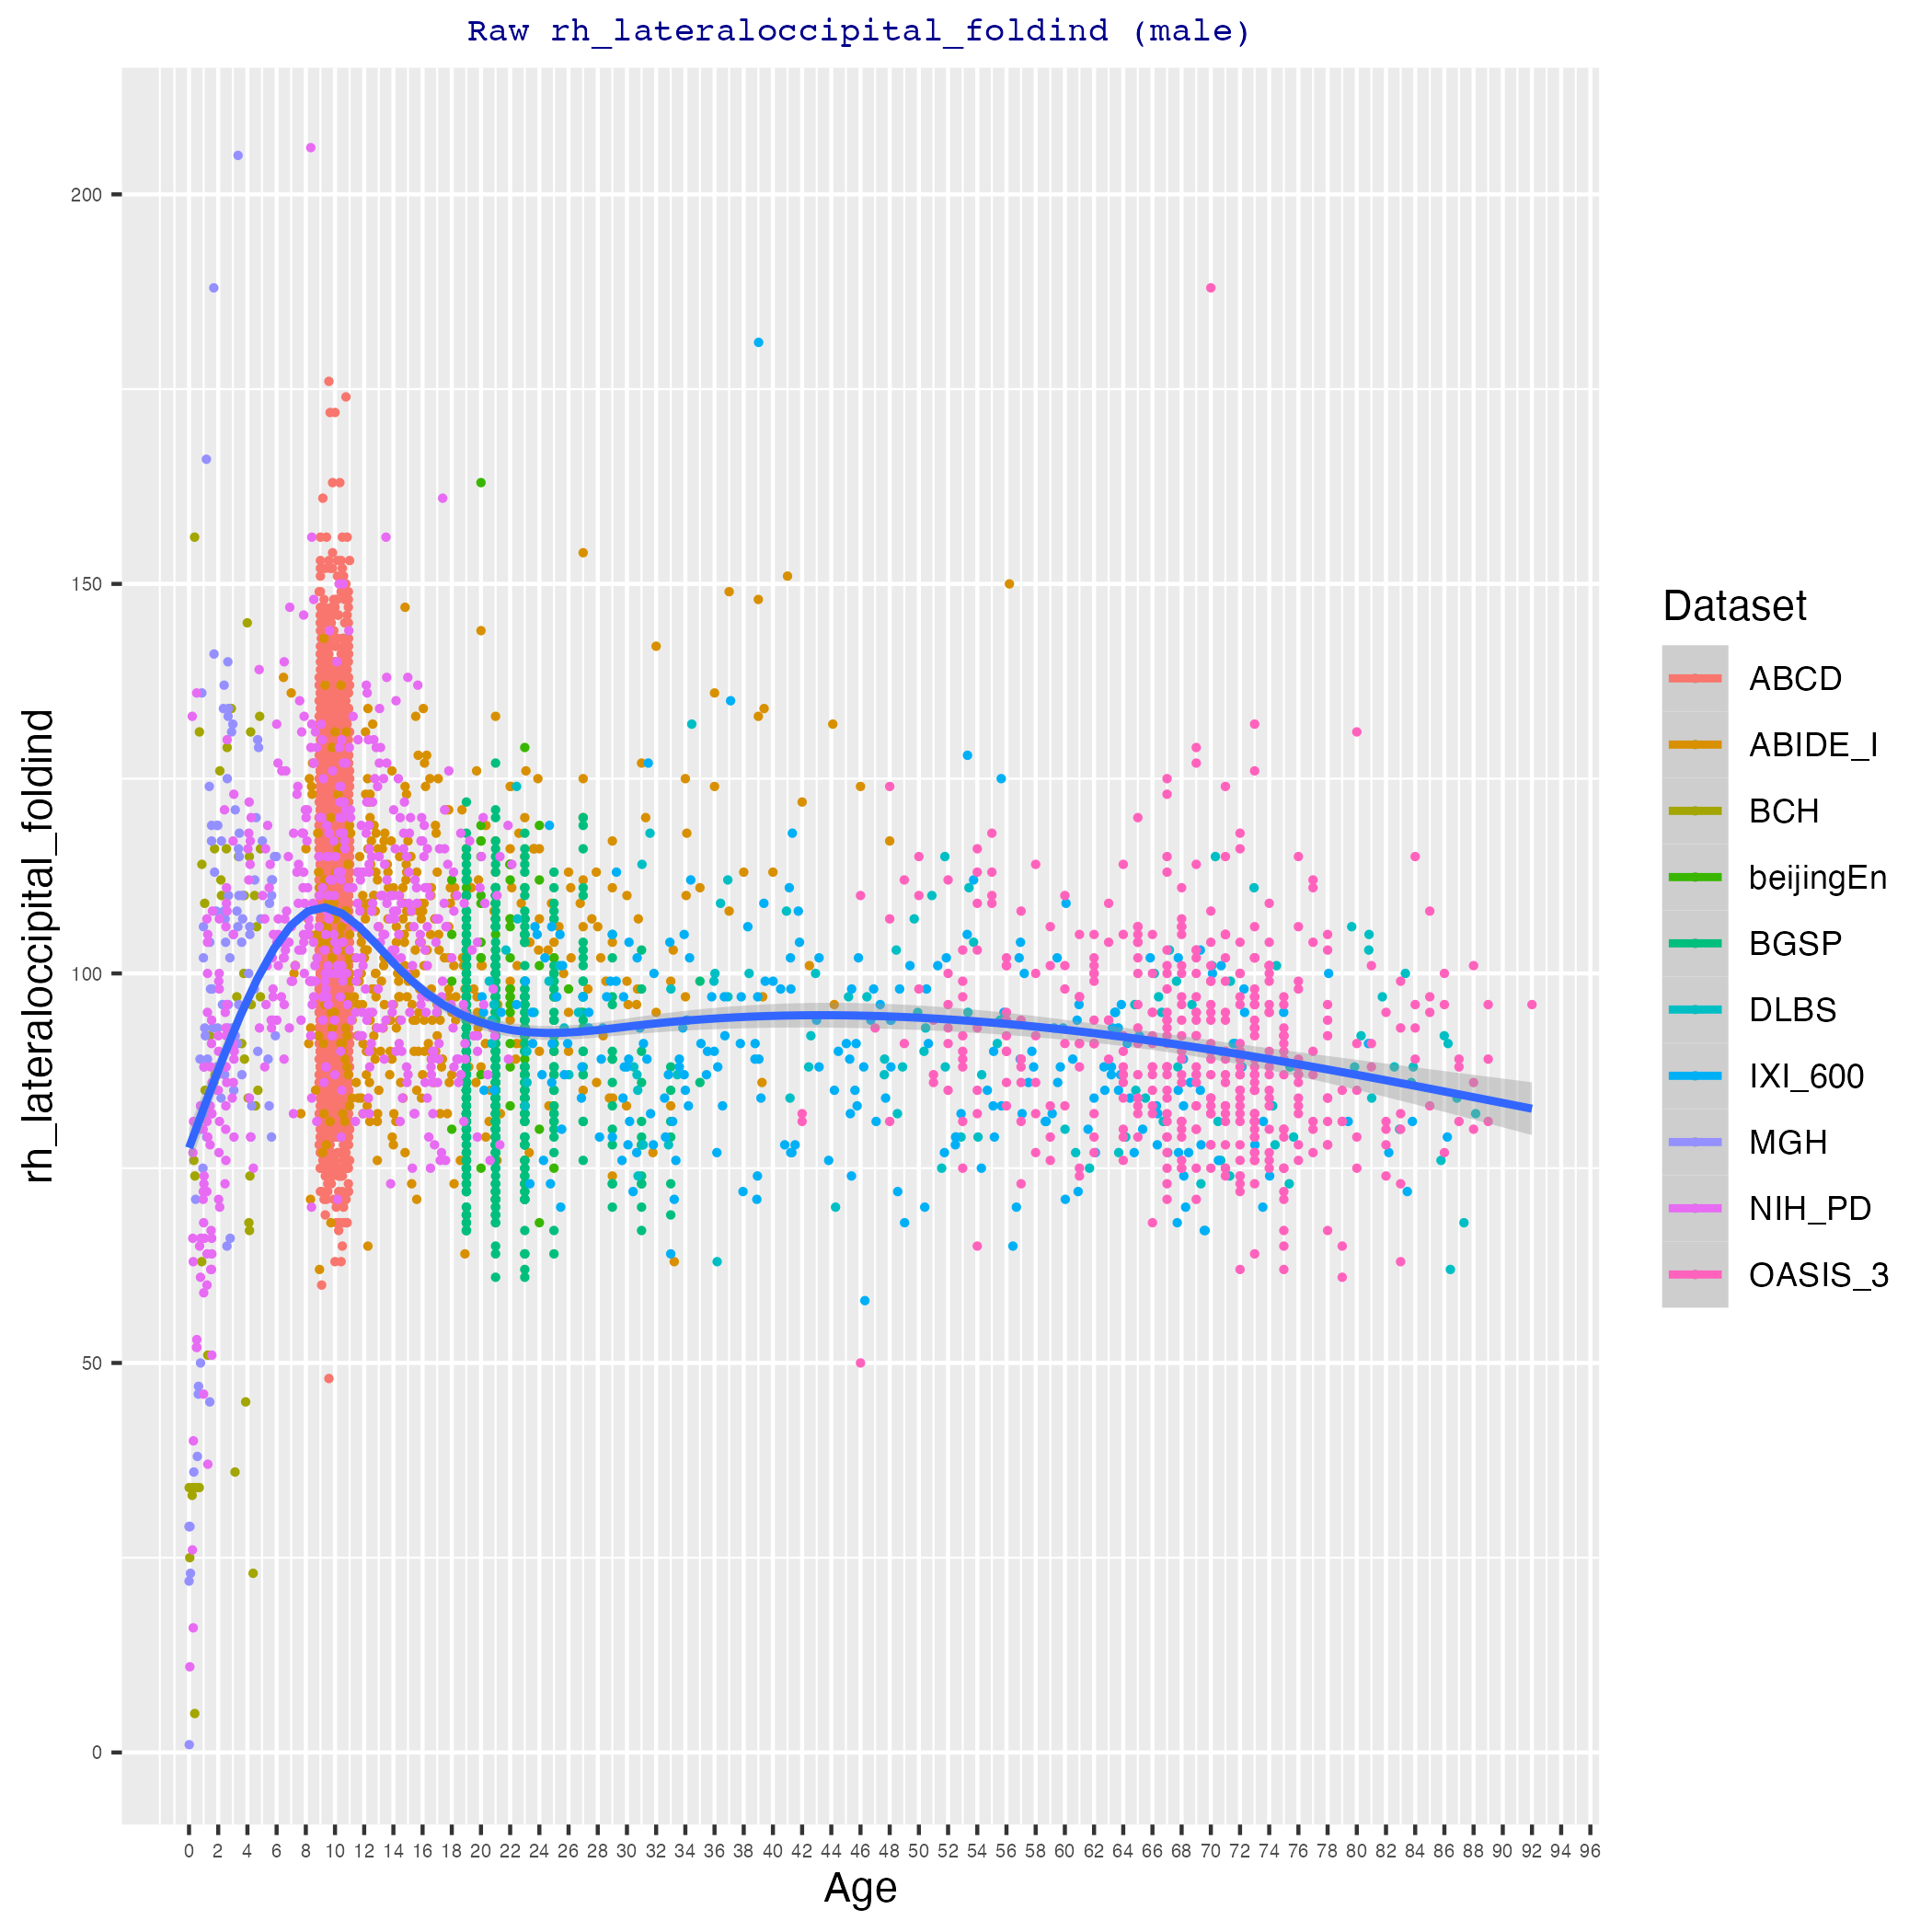 Raw rh_lateraloccipital_foldind (male)
rh_lateraloccipital_foldind
200
150
100
50
0
0 2 4 6 8 10 12 14 16 18 20 22 24 26 28 30 32 34 36 38 40 42 44 46 48 50 52 54 56 58 60 62 64 66 68 70 72 74 76 78 80 82 84 86 88 90 92 94 96
Age
Dataset
ABCD
ABIDE_I
BCH
beijingEn
BGSP
DLBS
IXI_600
MGH
NIH_PD
OASIS_3